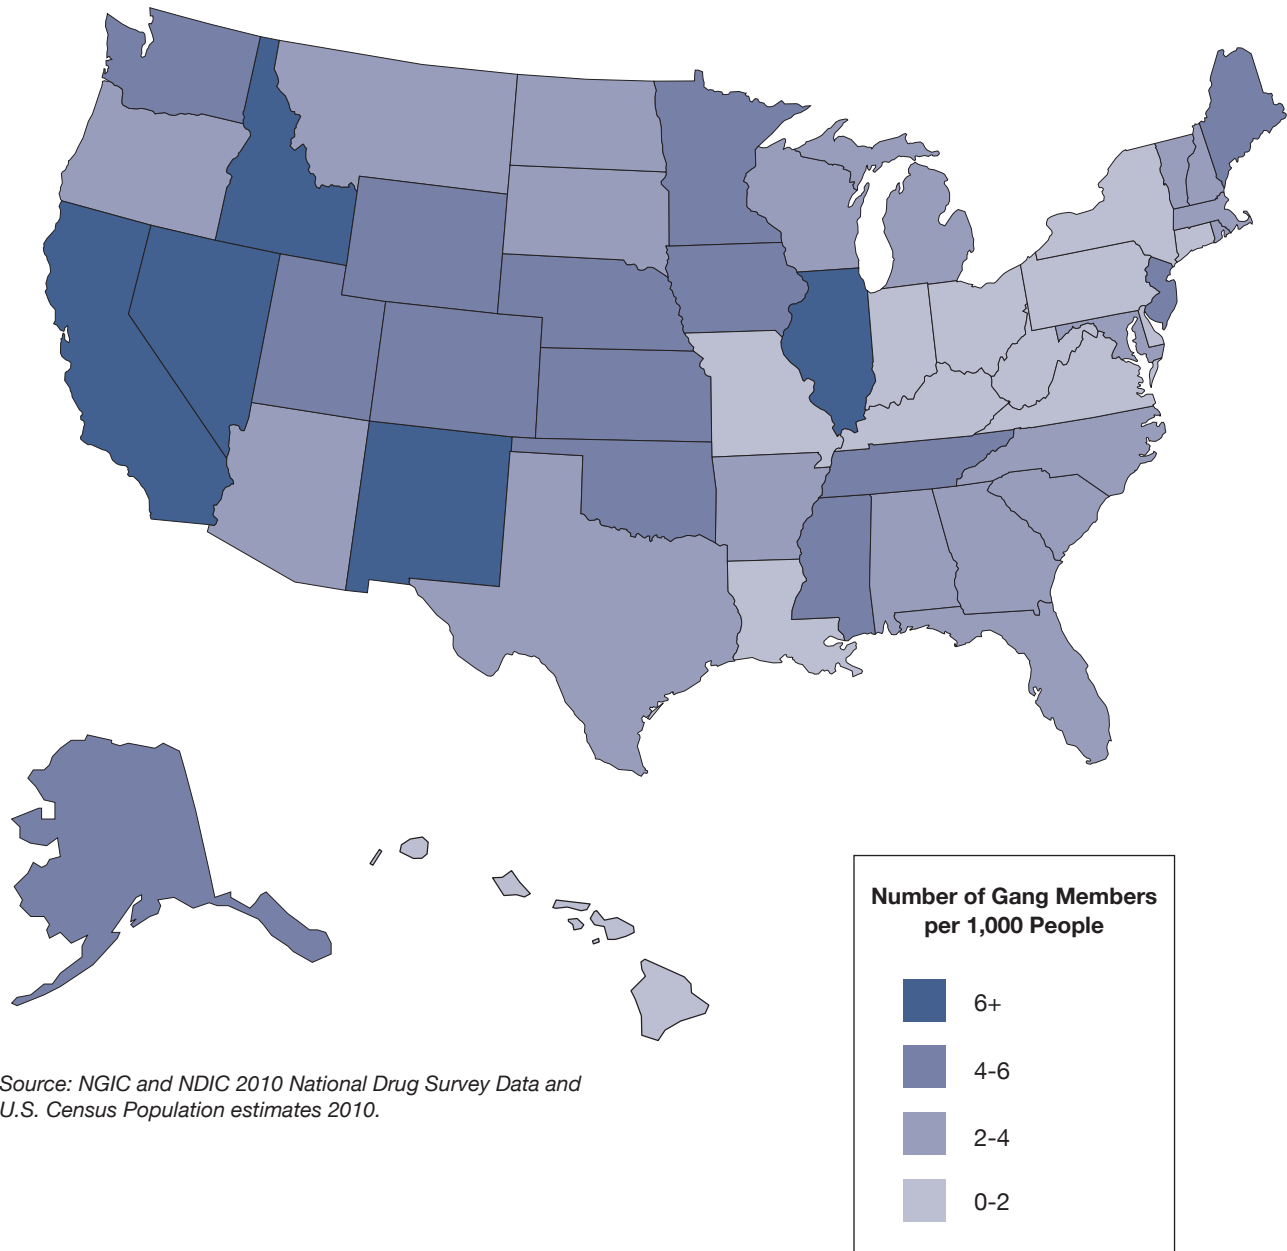 Number of Gang Members
per 1,000 People
6+
4-6
2-4
0-2
Source: NGIC and NDIC 2010 National Drug Survey Data and
U.S. Census Population estimates 2010.